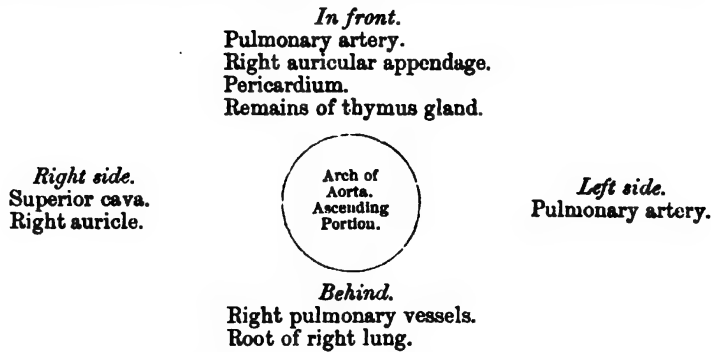 In front.
Pulmonary artery.
Right auricular appendage.
Pericardium.
Remains of thymus gland.
Right side.
Superior cava.
Right auricle.
Arch of
Aorta.
Ascending
Portion.
Left side.
Pulmonary artery.
Behind.
Right pulmonary vessels.
Root of right lung.